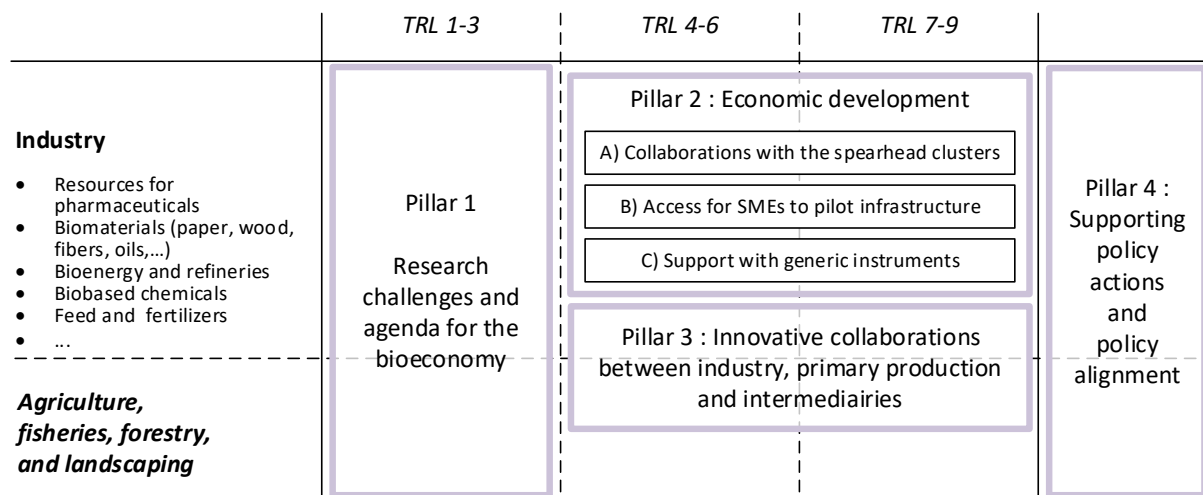 TRL 1-3
TRL 4-6
TRL 7-9
Industry
• Resources for
pharmaceuticals
• Biomaterials (paper, wood,
fibers, oils,...)
• Bioenergy and refineries
• Biobased chemicals
• Feed and fertilizers
• ...
Agriculture,
fisheries, forestry,
and landscaping
Pillar 1
Research
challenges and
agenda for the
bioeconomy
Pillar 2 : Economic development
A) Collaborations with the spearhead clusters
B) Access for SMEs to pilot infrastructure
C) Support with generic instruments
Pillar 3 : Innovative collaborations
between industry, primary production
and intermediairies
Pillar 4 :
Supporting
policy
actions
and
policy
alignment